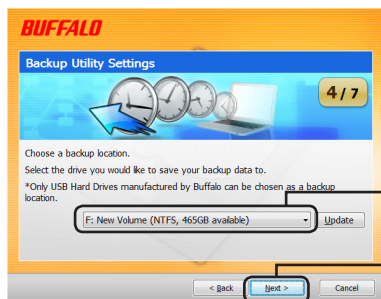 BUFFALO
Backup Utility Settings
4 / 7
Choose a backup location.
Select the drive you would like to save your backup data to.
*Only USB Hard Drives manufactured by Buffalo can be chosen as a backup
location.
F: New Volume (NTFS, 465GB available) Update
< Back Next > Cancel